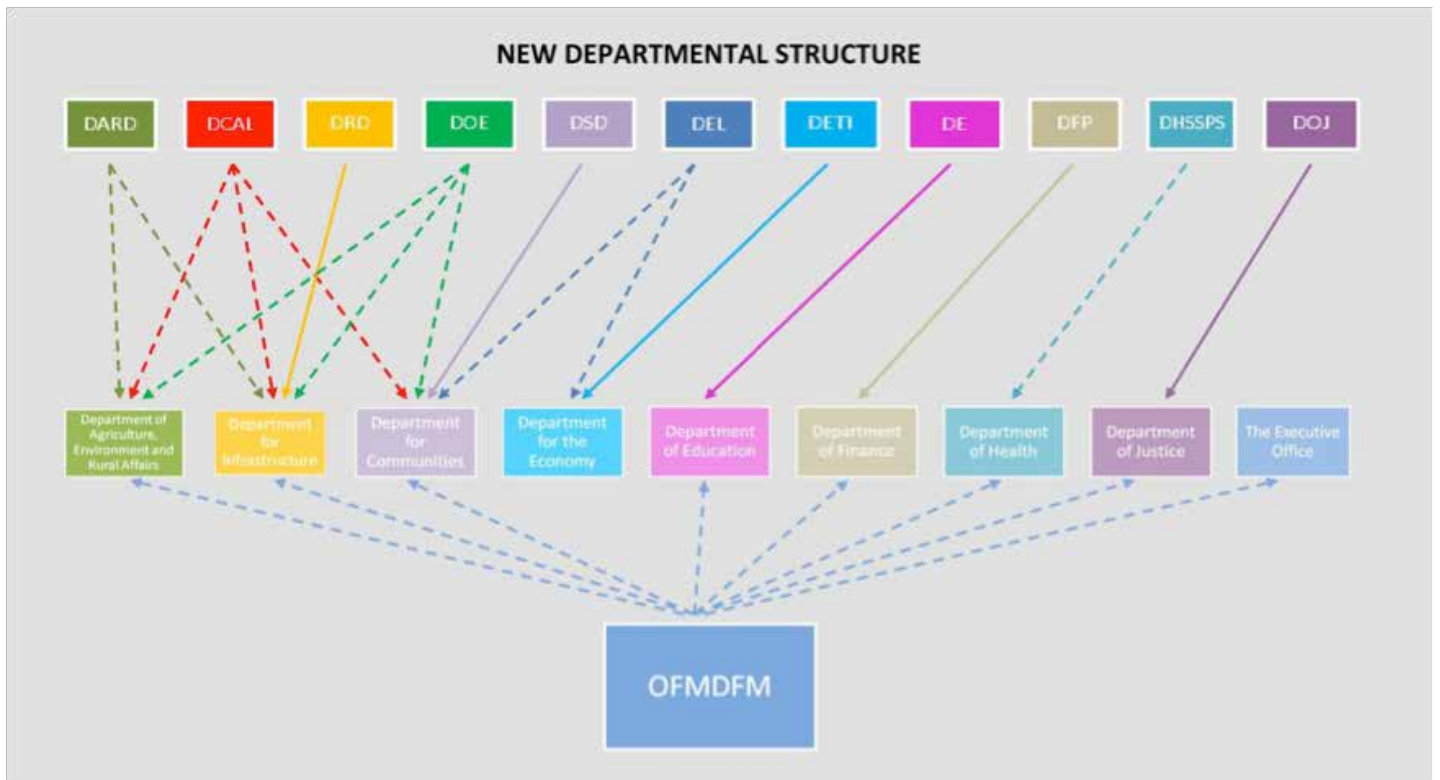 NEW DEPARTMENTAL STRUCTURE
DARD
DCAL
DRD
DOE
DSD
DEL
DETI
DE
DFP
DHSSPS
DOJ
Department of
Agriculture,
Environment and
Rural Affairs
Department
for
Infrastructure
Department
for
Communities
Department
for the
Economy
Department
of Education
Department
of Finance
Department
of Health
Department
of Justice
The Executive
Office
OFMDFM